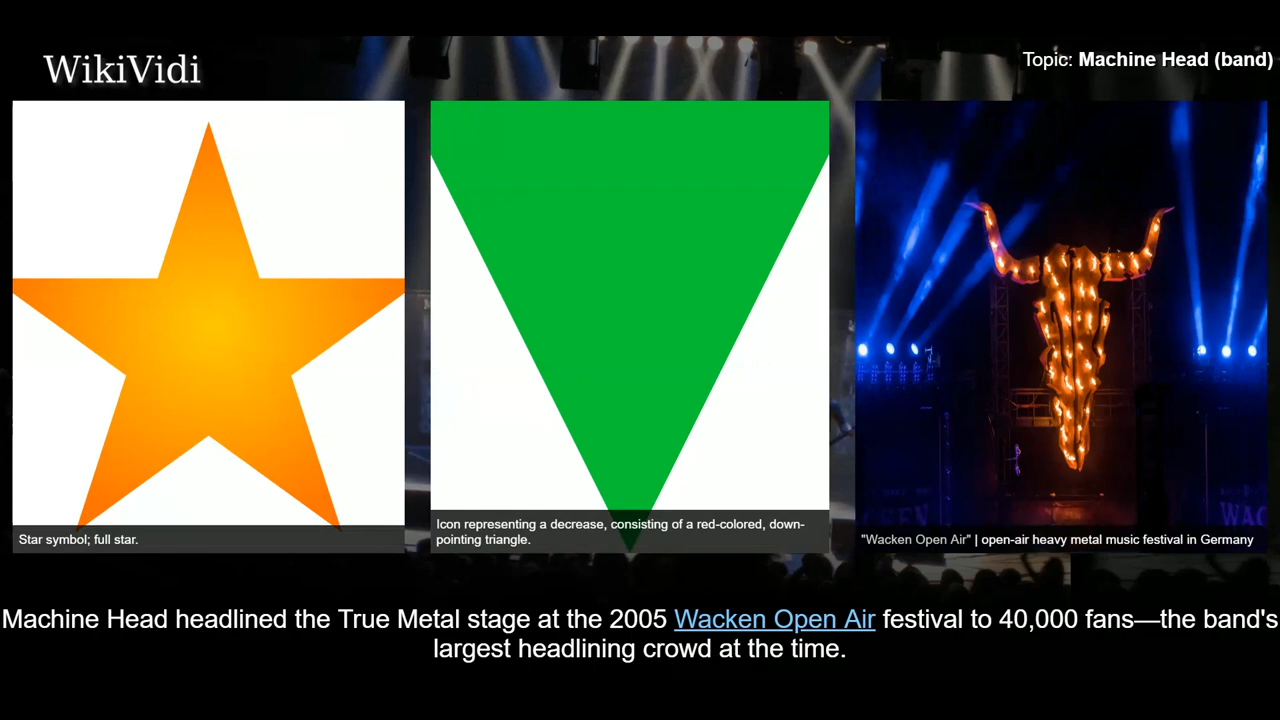 WikiVidi
Topic: Machine Head (band)
Star symbol; full star.
Icon representing a decrease, consisting of a red-colored, down-
pointing triangle.
"Wacken Open Air" | open-air heavy metal music festival in Germany
Machine Head headlined the True Metal stage at the 2005 Wacken Open Air festival to 40,000 fans—the band's
largest headlining crowd at the time.